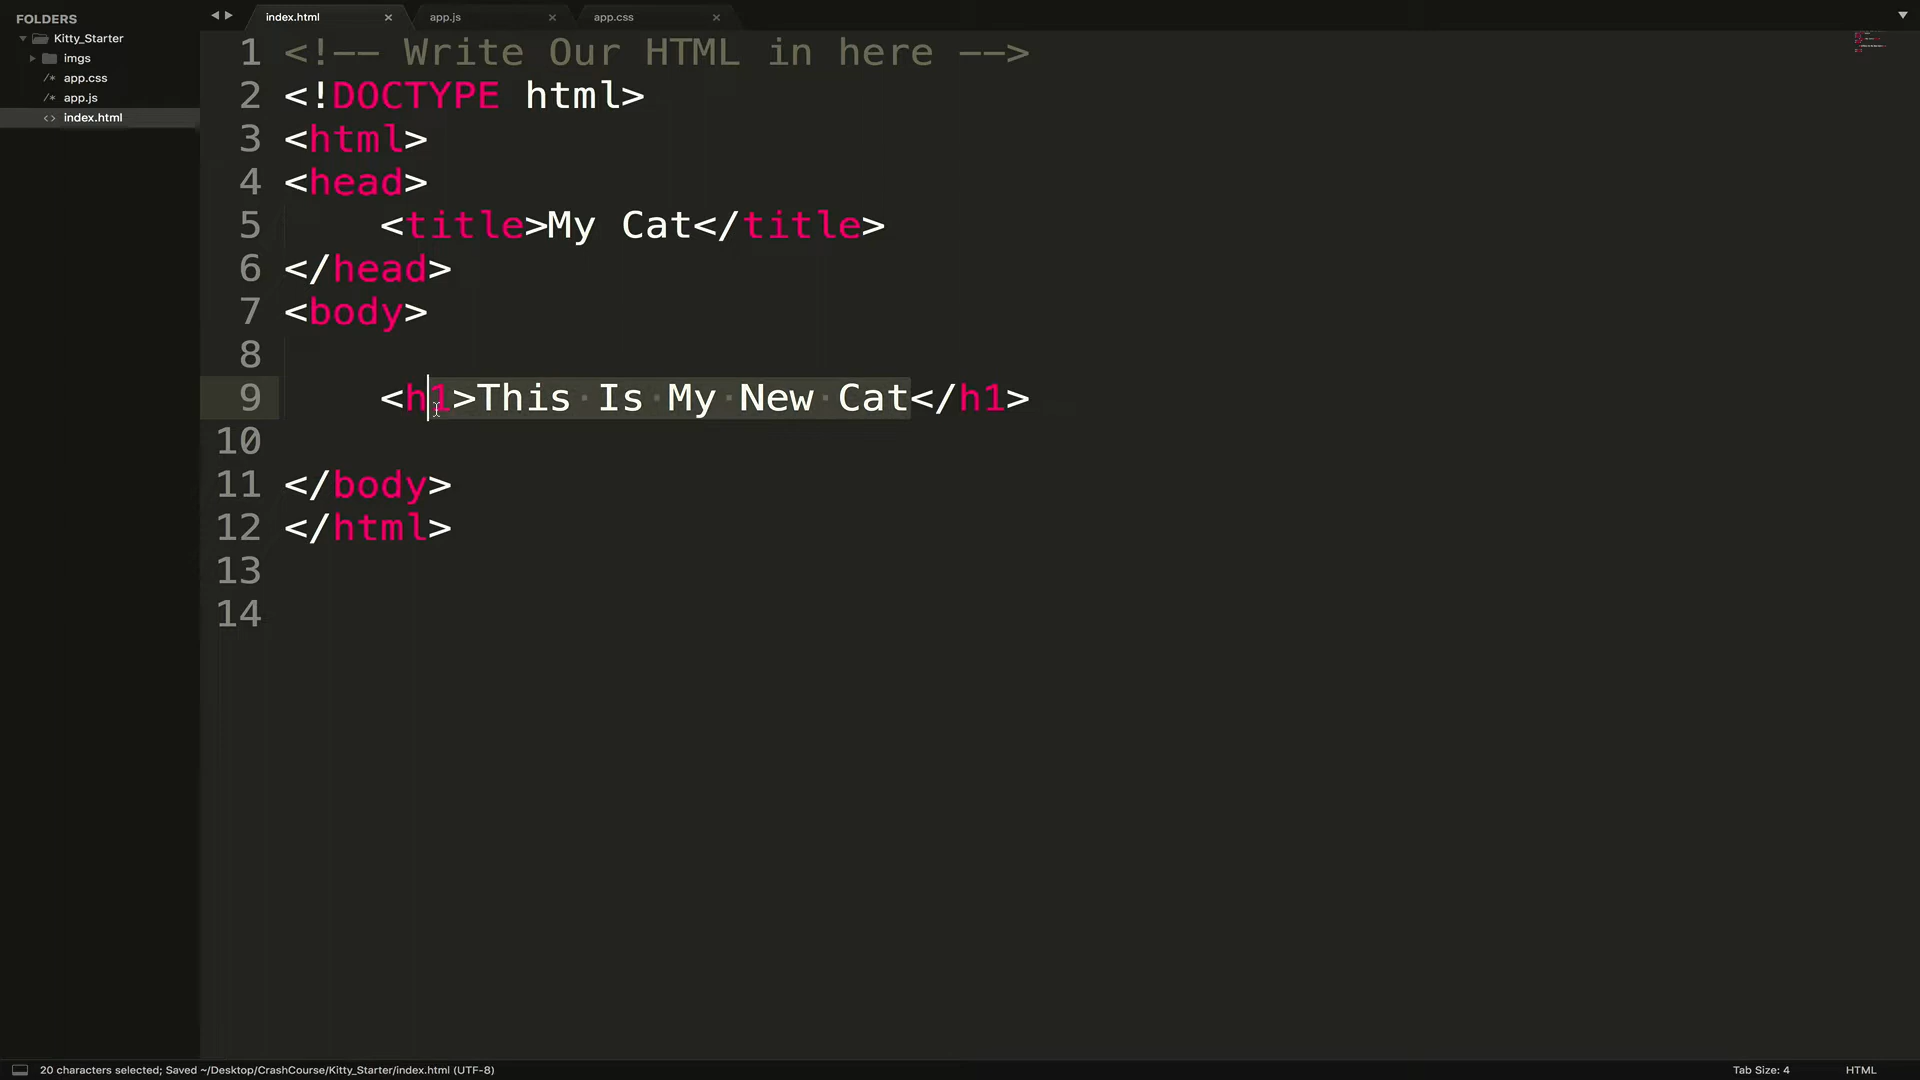 FOLDERS
Kitty_Starter
imgs
app.css
app.js
index.html
index.html
app.js
app.css
1 <!-- Write Our HTML in here -->
2 <!DOCTYPE html>
3 <html>
4 <head>
5 <title>My Cat</title>
6 </head>
7 <body>
8
9 <h1>This Is My New Cat</h1>
10
11 </body>
12 </html>
13
14
20 characters selected; Saved ~/Desktop/CrashCourse/Kitty_Starter/index.html (UTF-8)
Tab Size: 4
HTML